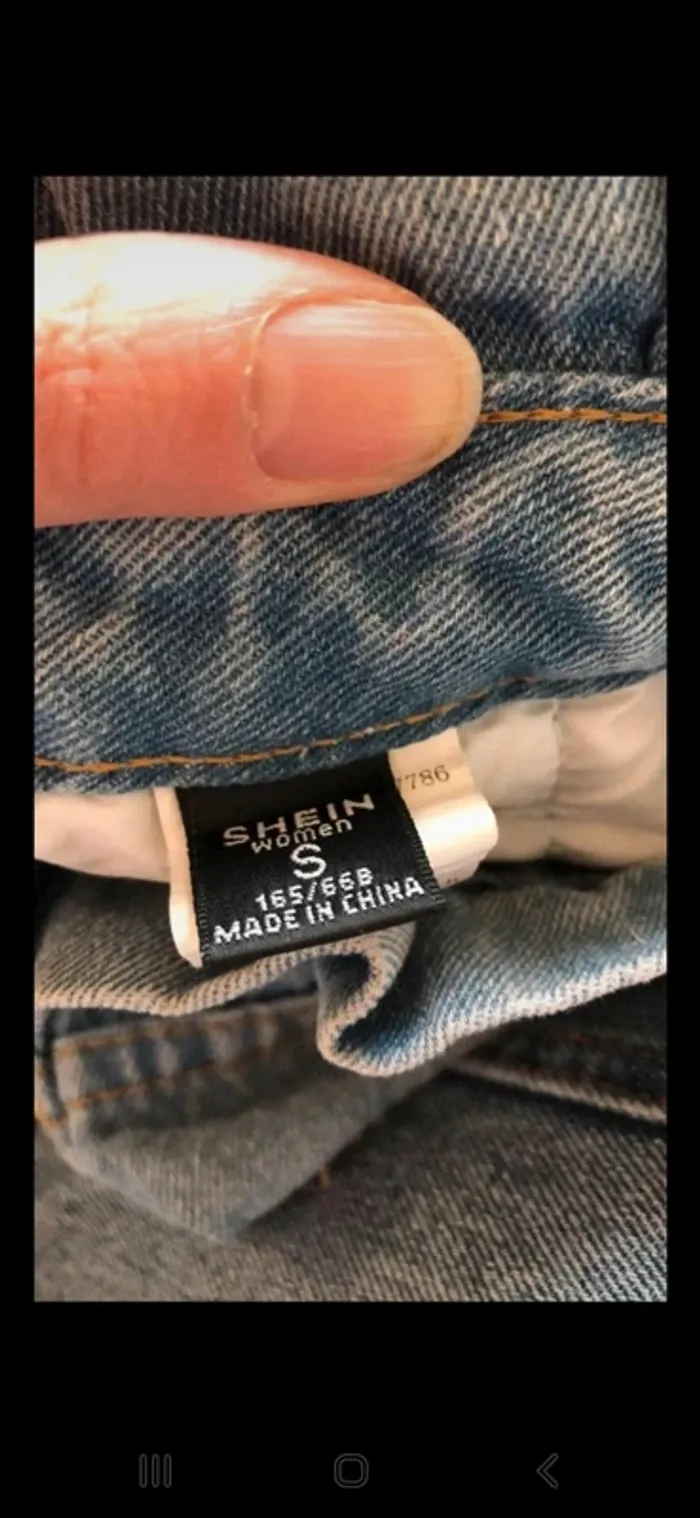 SHEIN
women
S
165/66B
MADE IN CHINA
7786